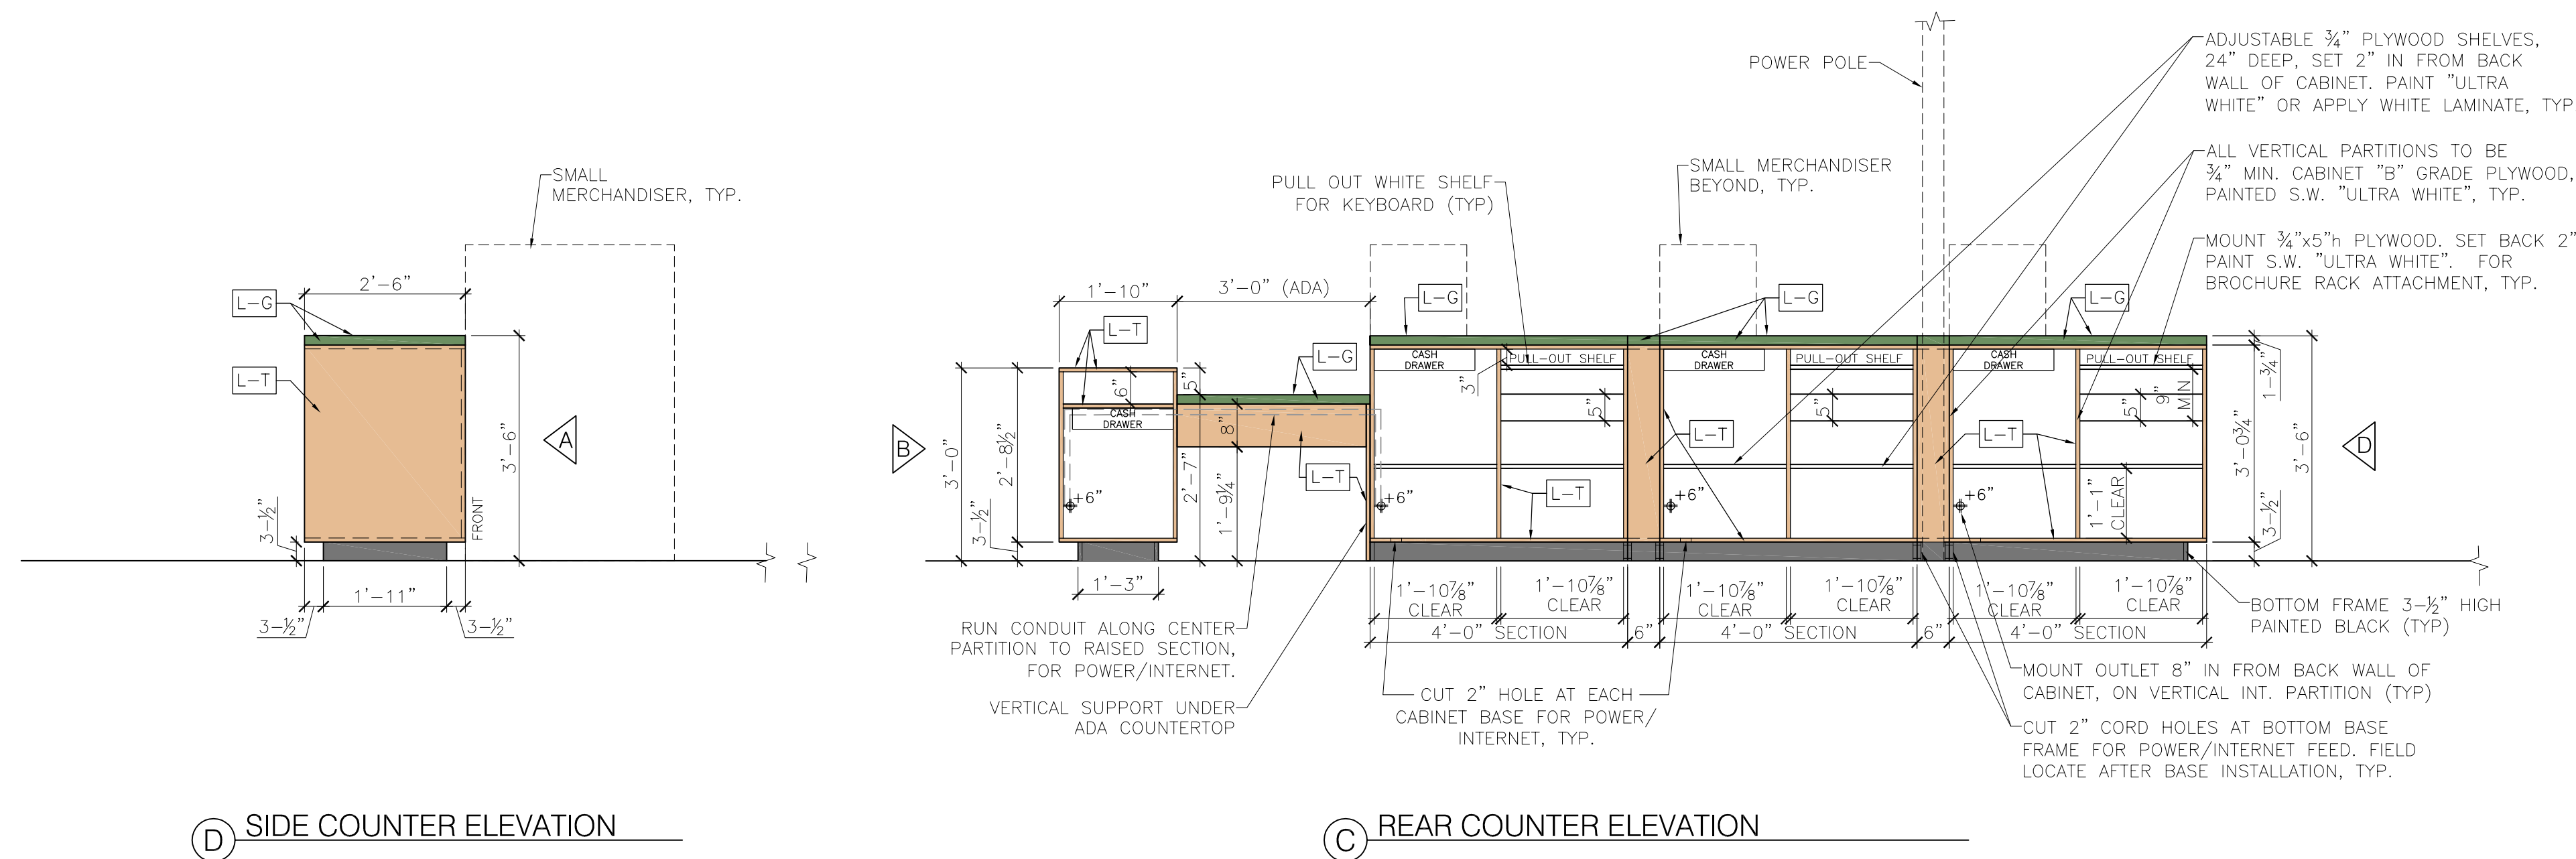 SMALL
MERCHANDISER, TYP.
2'-6"
L-G
L-T
3'-6"
A
FRONT
3-½"
1'-11"
3-½"
3-½"
D SIDE COUNTER ELEVATION
POWER POLE
ADJUSTABLE ¾" PLYWOOD SHELVES,
24" DEEP, SET 2" IN FROM BACK
WALL OF CABINET. PAINT "ULTRA
WHITE" OR APPLY WHITE LAMINATE, TYP
ALL VERTICAL PARTITIONS TO BE
¾" MIN. CABINET "B" GRADE PLYWOOD,
PAINTED S.W. "ULTRA WHITE", TYP.
MOUNT ¾"x5"h PLYWOOD. SET BACK 2"
PAINT S.W. "ULTRA WHITE". FOR
BROCHURE RACK ATTACHMENT, TYP.
PULL OUT WHITE SHELF
FOR KEYBOARD (TYP)
SMALL MERCHANDISER
BEYOND, TYP.
1'-10"
3'-0" (ADA)
L-G
L-G
L-G
L-T
L-G
CASH
DRAWER
PULL-OUT SHELF
CASH
DRAWER
PULL-OUT SHELF
CASH
DRAWER
PULL-OUT SHELF
6"
5"
3"
5"
5"
5"
9"
MIN
1-¾"
CASH
DRAWER
8"
L-T
L-T
L-T
L-T
B
3'-0"
2'-8½"
3-½"
2'-7"
1'-9¼"
+6"
+6"
+6"
+6"
1'-1"
CLEAR
3'-0¾"
3-½"
3'-6"
D
1'-3"
1'-10⅞"
CLEAR
1'-10⅞"
CLEAR
1'-10⅞"
CLEAR
1'-10⅞"
CLEAR
1'-10⅞"
CLEAR
1'-10⅞"
CLEAR
4'-0" SECTION
6"
4'-0" SECTION
6"
4'-0" SECTION
RUN CONDUIT ALONG CENTER
PARTITION TO RAISED SECTION,
FOR POWER/INTERNET.
VERTICAL SUPPORT UNDER
ADA COUNTERTOP
CUT 2" HOLE AT EACH
CABINET BASE FOR POWER/
INTERNET, TYP.
BOTTOM FRAME 3-½" HIGH
PAINTED BLACK (TYP)
MOUNT OUTLET 8" IN FROM BACK WALL OF
CABINET, ON VERTICAL INT. PARTITION (TYP)
CUT 2" CORD HOLES AT BOTTOM BASE
FRAME FOR POWER/INTERNET FEED. FIELD
LOCATE AFTER BASE INSTALLATION, TYP.
C REAR COUNTER ELEVATION